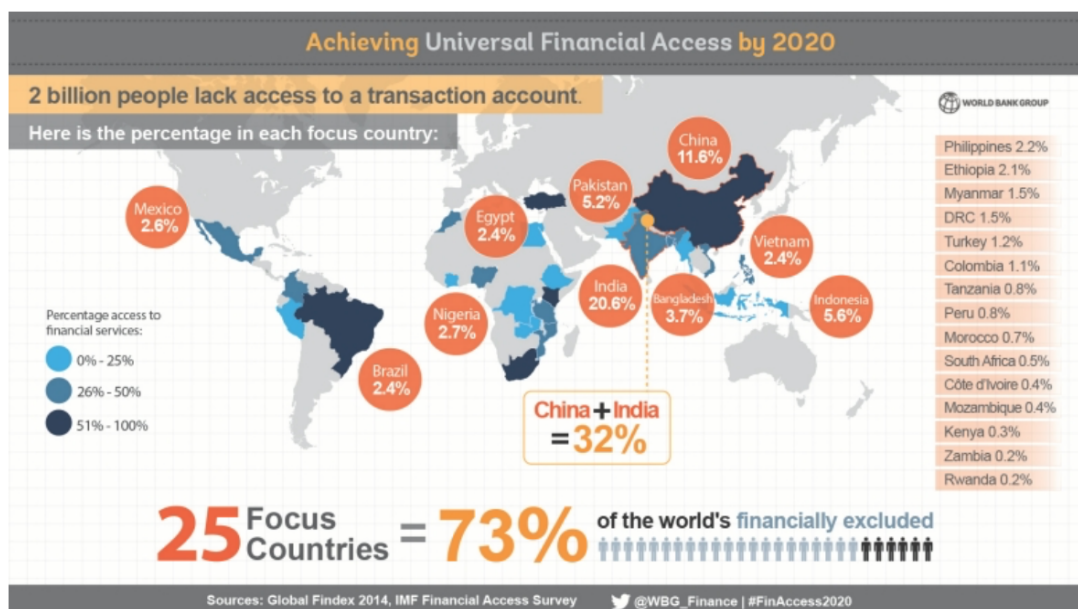 Achieving Universal Financial Access by 2020
2 billion people lack access to a transaction account.
Here is the percentage in each focus country:
WORLD BANK GROUP
China
11.6%
Pakistan
5.2%
Mexico
2.6%
Egypt
2.4%
Vietnam
2.4%
India
20.6%
Bangladesh
3.7%
Indonesia
5.6%
Nigeria
2.7%
Brazil
2.4%
Percentage access to
financial services:
0% - 25%
26% - 50%
51% - 100%
China + India
= 32%
Philippines 2.2%
Ethiopia 2.1%
Myanmar 1.5%
DRC 1.5%
Turkey 1.2%
Colombia 1.1%
Tanzania 0.8%
Peru 0.8%
Morocco 0.7%
South Africa 0.5%
Côte d'Ivoire 0.4%
Mozambique 0.4%
Kenya 0.3%
Zambia 0.2%
Rwanda 0.2%
25 Focus Countries = 73% of the world's financially excluded
Sources: Global Findex 2014, IMF Financial Access Survey @WBG_Finance | #FinAccess2020